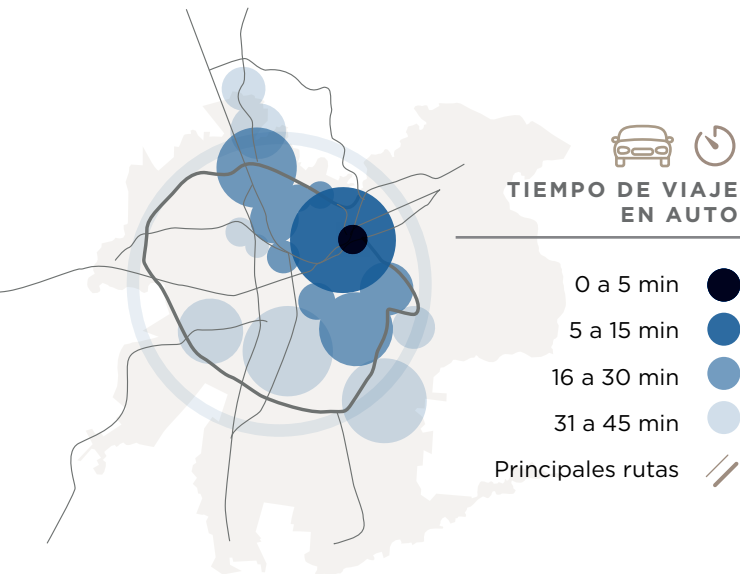 TIEMPO DE VIAJE
EN AUTO
0 a 5 min
5 a 15 min
16 a 30 min
31 a 45 min
Principales rutas